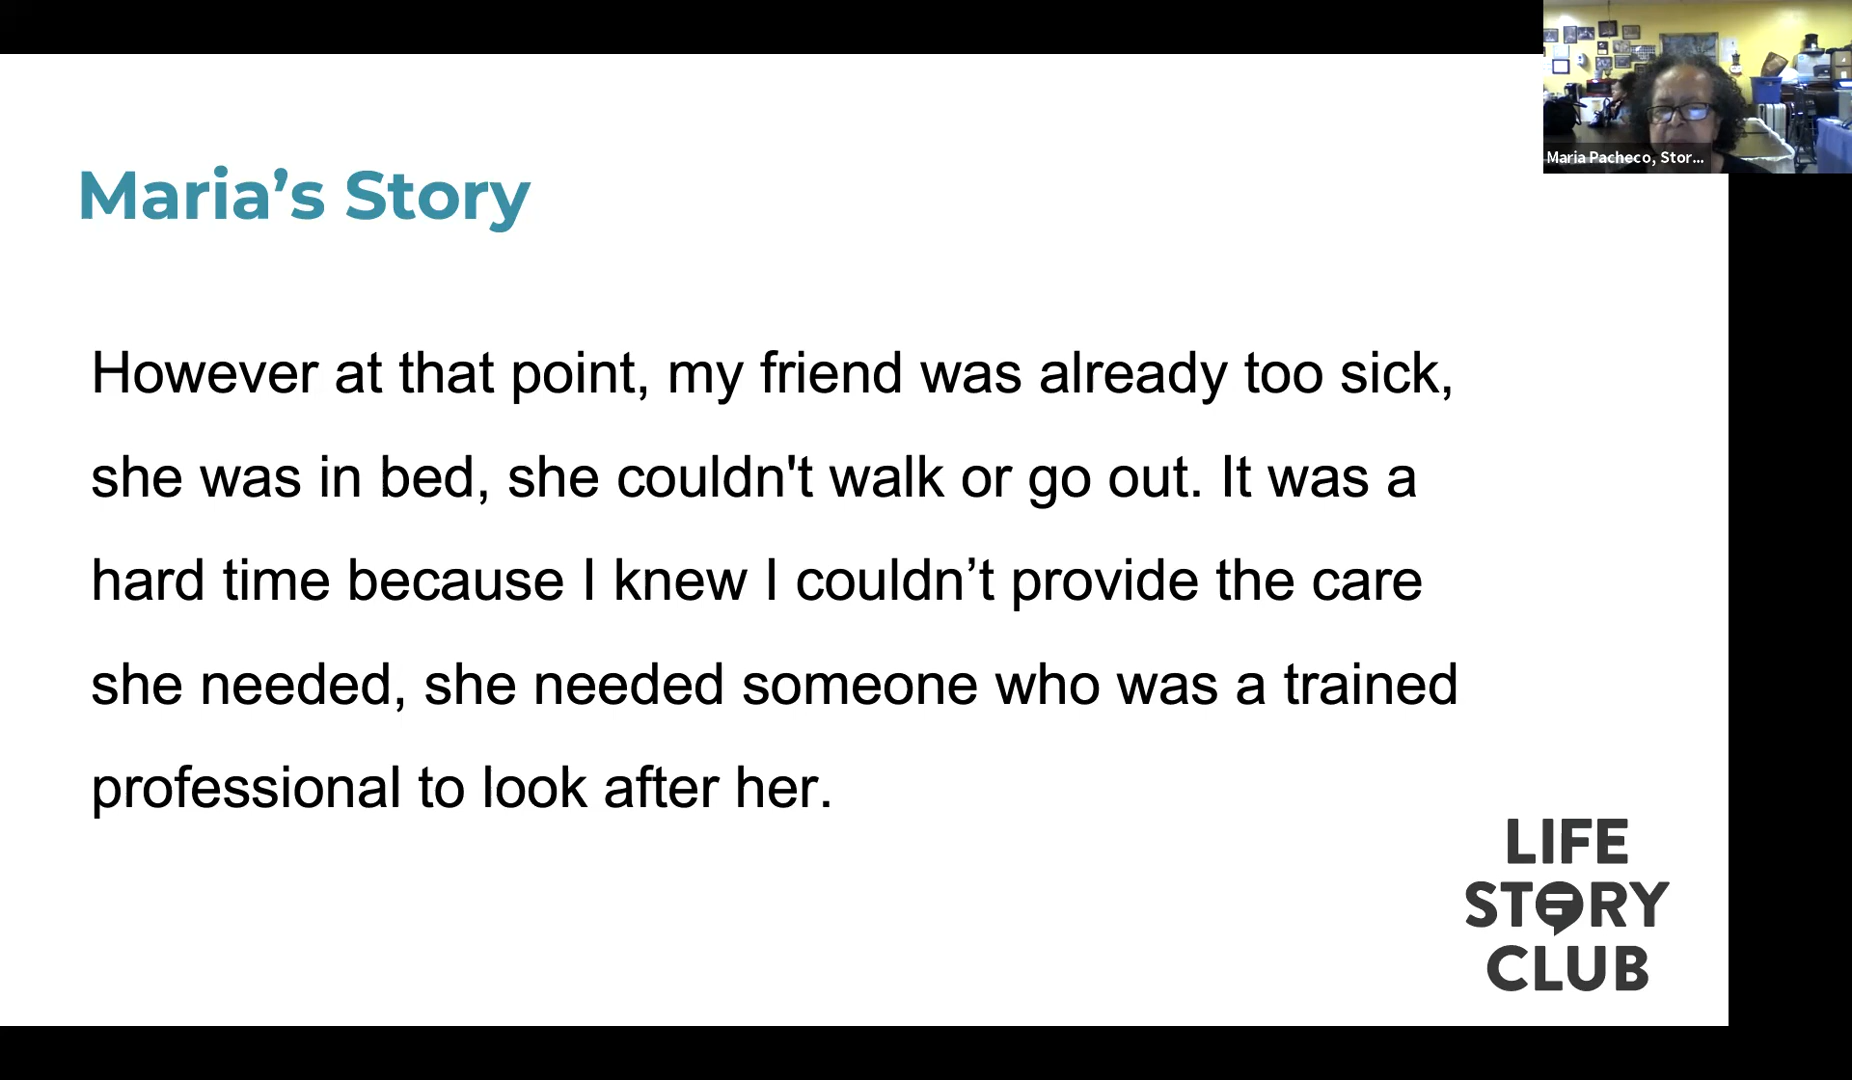 Maria Pacheco, Stor...
Maria’s Story
However at that point, my friend was already too sick,
she was in bed, she couldn't walk or go out. It was a
hard time because I knew I couldn’t provide the care
she needed, she needed someone who was a trained
professional to look after her.
LIFE
STORY
CLUB